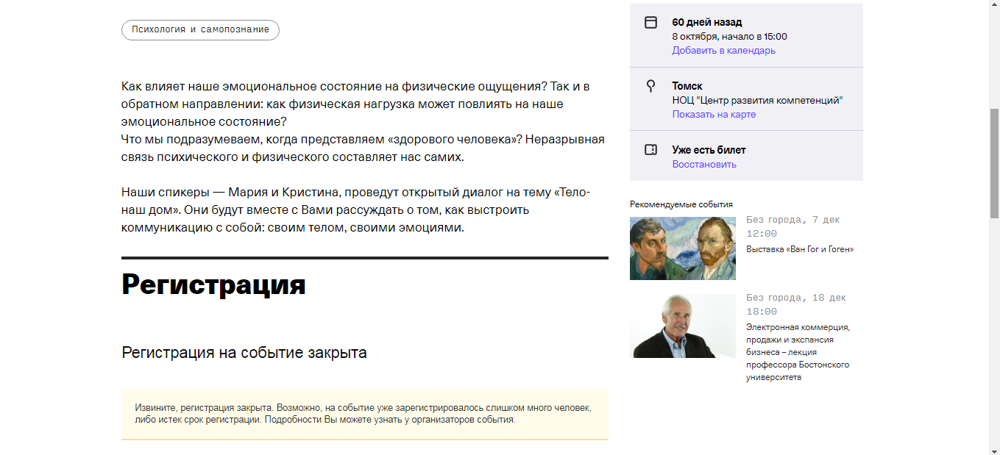 Психология и самопознание
Как влияет наше эмоциональное состояние на физические ощущения? Так и в
обратном направлении: как физическая нагрузка может повлиять на наше
эмоциональное состояние?
Что мы подразумеваем, когда представляем «здорового человека»? Неразрывная
связь психического и физического составляет нас самих.
Наши спикеры — Мария и Кристина, проведут открытый диалог на тему «Тело-
наш дом». Они будут вместе с Вами рассуждать о том, как выстроить
коммуникацию с собой: своим телом, своими эмоциями.
Регистрация
Регистрация на событие закрыта
Извините, регистрация закрыта. Возможно, на событие уже зарегистрировалось слишком много человек,
либо истек срок регистрации. Подробности Вы можете узнать у организаторов события.
60 дней назад
8 октября, начало в 15:00
Добавить в календарь
Томск
НОЦ "Центр развития компетенций"
Показать на карте
Уже есть билет
Восстановить
Рекомендуемые события
Без города, 7 дек
12:00
Выставка «Ван Гог и Гоген»
Без города, 18 дек
18:00
Электронная коммерция,
продажи и экспансия
бизнеса – лекция
профессора Бостонского
университета